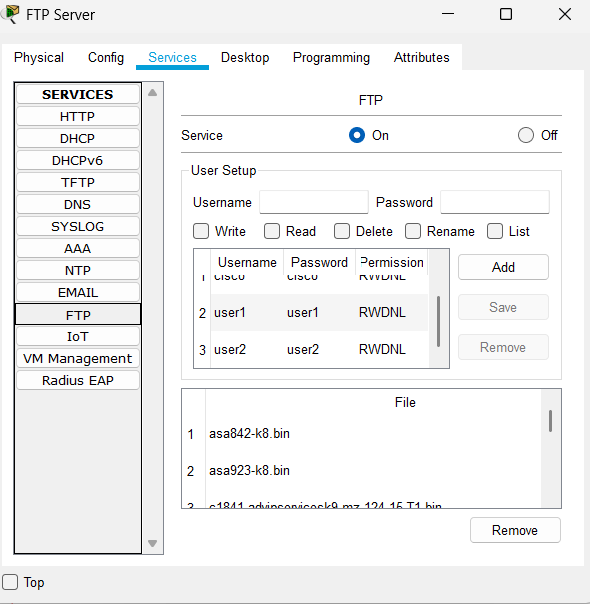 FTP Server
Physical Config Services Desktop Programming Attributes
SERVICES
HTTP
DHCP
DHCPv6
TFTP
DNS
SYSLOG
AAA
NTP
EMAIL
FTP
IoT
VM Management
Radius EAP
FTP
Service On Off
User Setup
Username Password
Write Read Delete Rename List
Username Password Permission
1 cisco cisco RWDNL
2 user1 user1 RWDNL
3 user2 user2 RWDNL
Add
Save
Remove
File
1 asa842-k8.bin
2 asa923-k8.bin
3 c1841-advipservicesk9-mz.124-15.T1.bin
Remove
Top